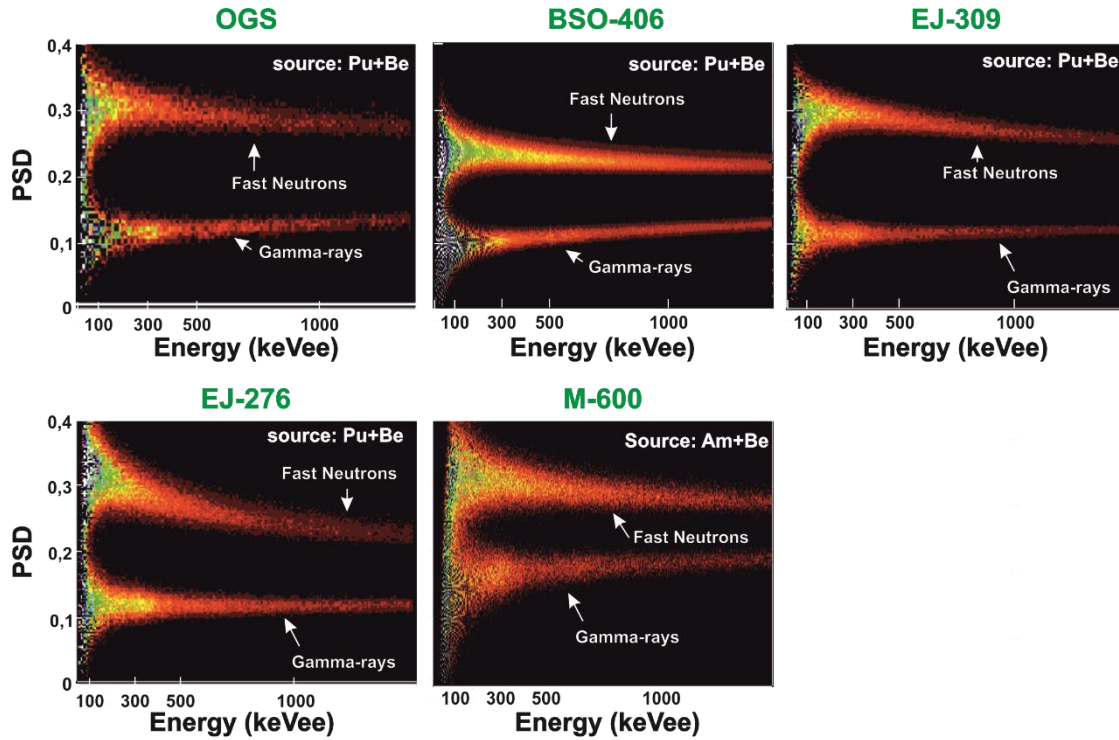 OGS
BSO-406
EJ-309
0,4
0,3
0,2
0,1
0
PSD
source: Pu+Be
Fast Neutrons
Gamma-rays
100 300 500 1000
Energy (keVee)
source: Pu+Be
Fast Neutrons
Gamma-rays
100 300 500 1000
Energy (keVee)
source: Pu+Be
Fast Neutrons
Gamma-rays
100 300 500 1000
Energy (keVee)
EJ-276
M-600
0,4
0,3
0,2
0,1
0
PSD
source: Pu+Be
Fast Neutrons
Gamma-rays
100 300 500 1000
Energy (keVee)
Source: Am+Be
Fast Neutrons
Gamma-rays
100 300 500 1000
Energy (keVee)